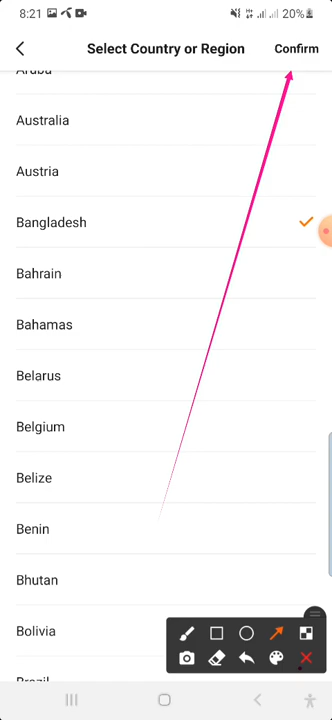 8:21
20%
Select Country or Region
Confirm
Aruba
Australia
Austria
Bangladesh
Bahrain
Bahamas
Belarus
Belgium
Belize
Benin
Bhutan
Bolivia
Brazil